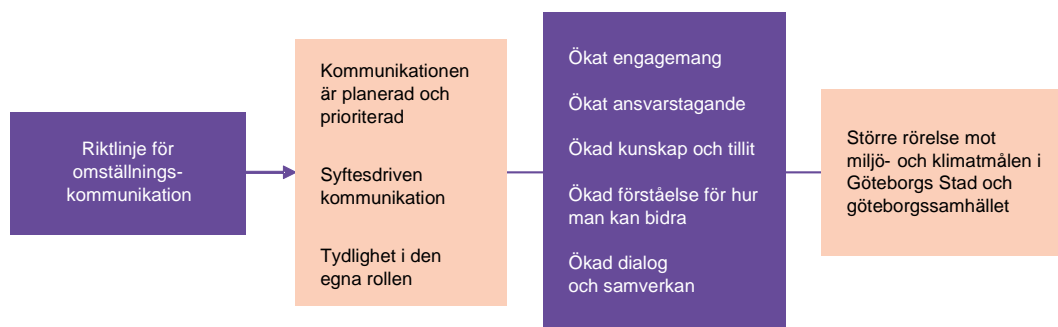 Riktlinje för
omställnings-
kommunikation
Kommunikationen
är planerad och
prioriterad
Syftesdriven
kommunikation
Tydlighet i den
egna rollen
Ökat engagemang
Ökat ansvarstagande
Ökad kunskap och tillit
Ökad förståelse för hur
man kan bidra
Ökad dialog
och samverkan
Större rörelse mot
miljö- och klimatmålen i
Göteborgs Stad och
göteborgssamhället